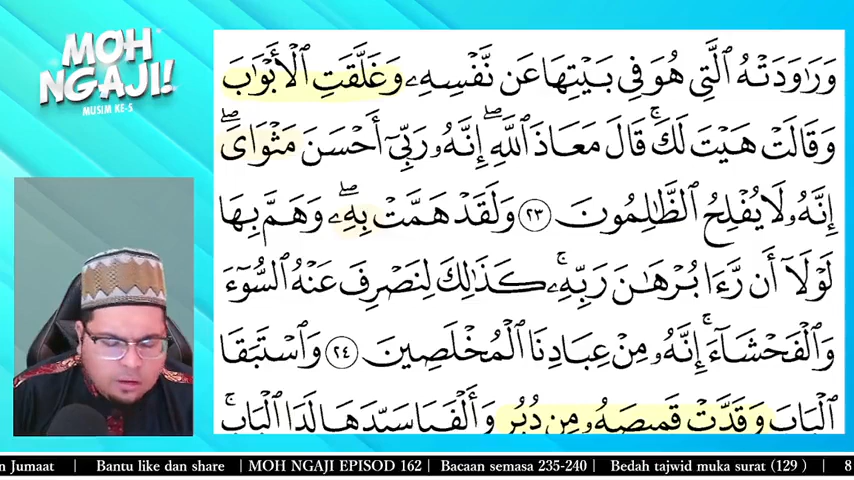 MOH
NGAJI!
MUSIM KE-5
وَرَٰوَدَتْهُ ٱلَّتِى هُوَ فِى بَيْتِهَا عَن نَّفْسِهِۦ وَغَلَّقَتِ ٱلْأَبْوَٰبَ
وَقَالَتْ هَيْتَ لَكَ ۚ قَالَ مَعَاذَ ٱللَّهِ ۖ إِنَّهُۥ رَبِّىٓ أَحْسَنَ مَثْوَاىَ ۖ
إِنَّهُۥ لَا يُفْلِحُ ٱلظَّٰلِمُونَ ٢٣ وَلَقَدْ هَمَّتْ بِهِۦ ۖ وَهَمَّ بِهَا
لَوْلَآ أَن رَّءَا بُرْهَٰنَ رَبِّهِۦ ۚ كَذَٰلِكَ لِنَصْرِفَ عَنْهُ ٱلسُّوٓءَ
وَٱلْفَحْشَآءَ ۚ إِنَّهُۥ مِنْ عِبَادِنَا ٱلْمُخْلَصِينَ ٢٤ وَٱسْتَبَقَا
ٱلْبَابَ وَقَدَّتْ قَمِيصَهُۥ مِن دُبُرٍ وَأَلْفَيَا سَيِّدَهَا لَدَا ٱلْبَابِ ۚ
n Jumaat | Bantu like dan share | MOH NGAJI EPISOD 162 | Bacaan semasa 235-240 | Bedah tajwid muka surat (129 ) | 8